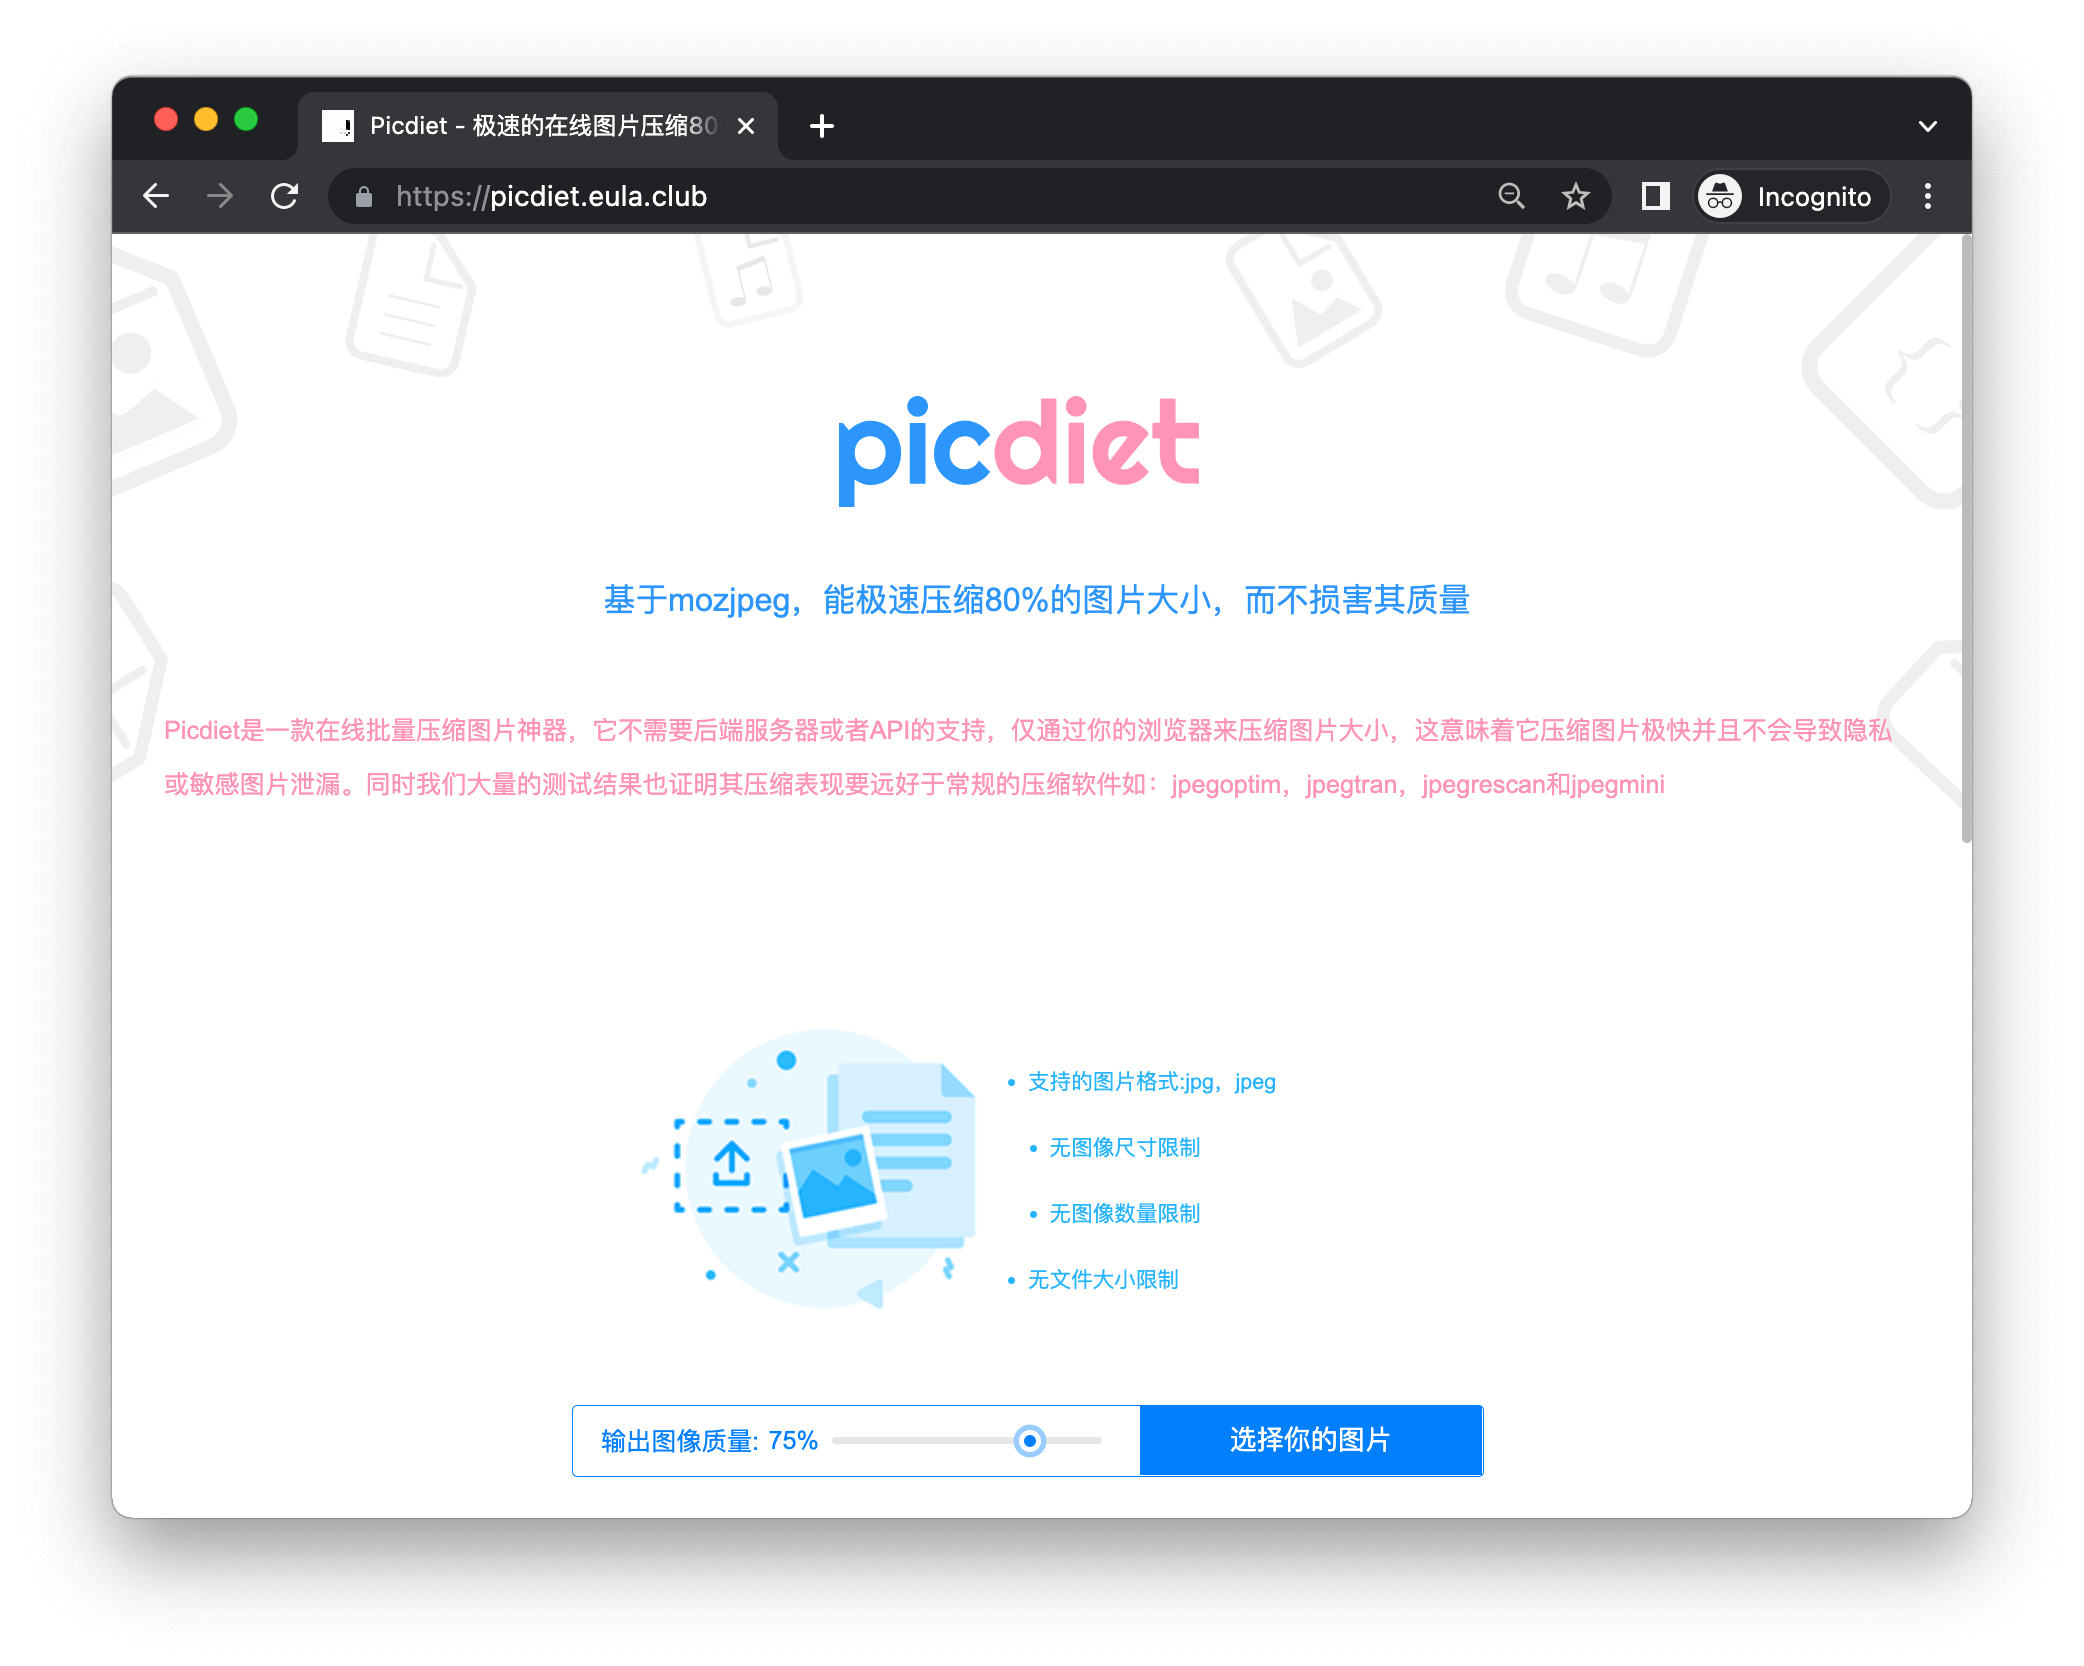 Picdiet - 极速的在线图片压缩80
https://picdiet.eula.club
Incognito
picdiet
基于mozjpeg，能极速压缩80%的图片大小，而不损害其质量
Picdiet是一款在线批量压缩图片神器，它不需要后端服务器或者API的支持，仅通过你的浏览器来压缩图片大小，这意味着它压缩图片极快并且不会导致隐私
或敏感图片泄漏。同时我们大量的测试结果也证明其压缩表现要远好于常规的压缩软件如：jpegoptim，jpegtran，jpegrescan和jpegmini
支持的图片格式:jpg，jpeg
无图像尺寸限制
无图像数量限制
无文件大小限制
输出图像质量: 75%
选择你的图片